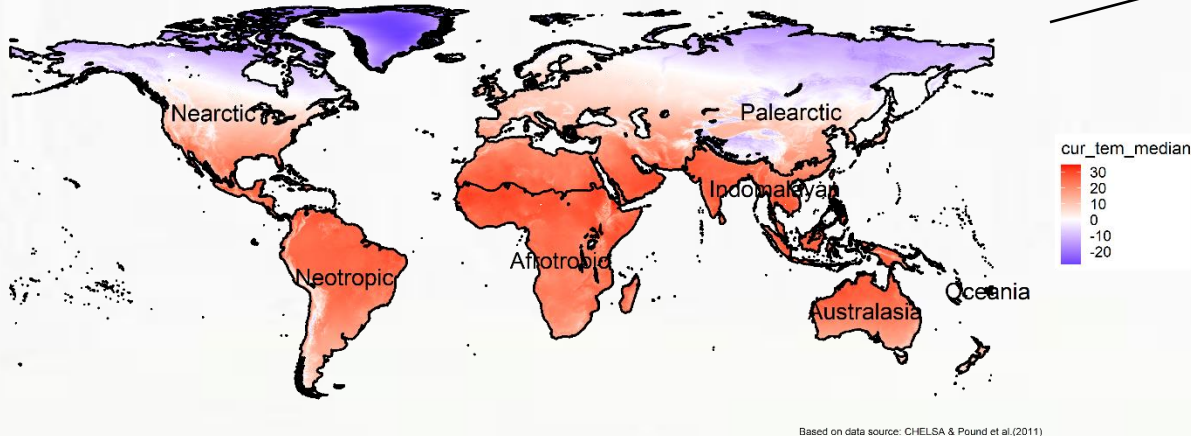 Nearctic
Palearctic
Indomalayan
Afrotropic
Neotropic
Oceania
Australasia
cur_tem_median
30
20
10
0
-10
-20
Based on data source: CHELSA & Pound et al.(2011)